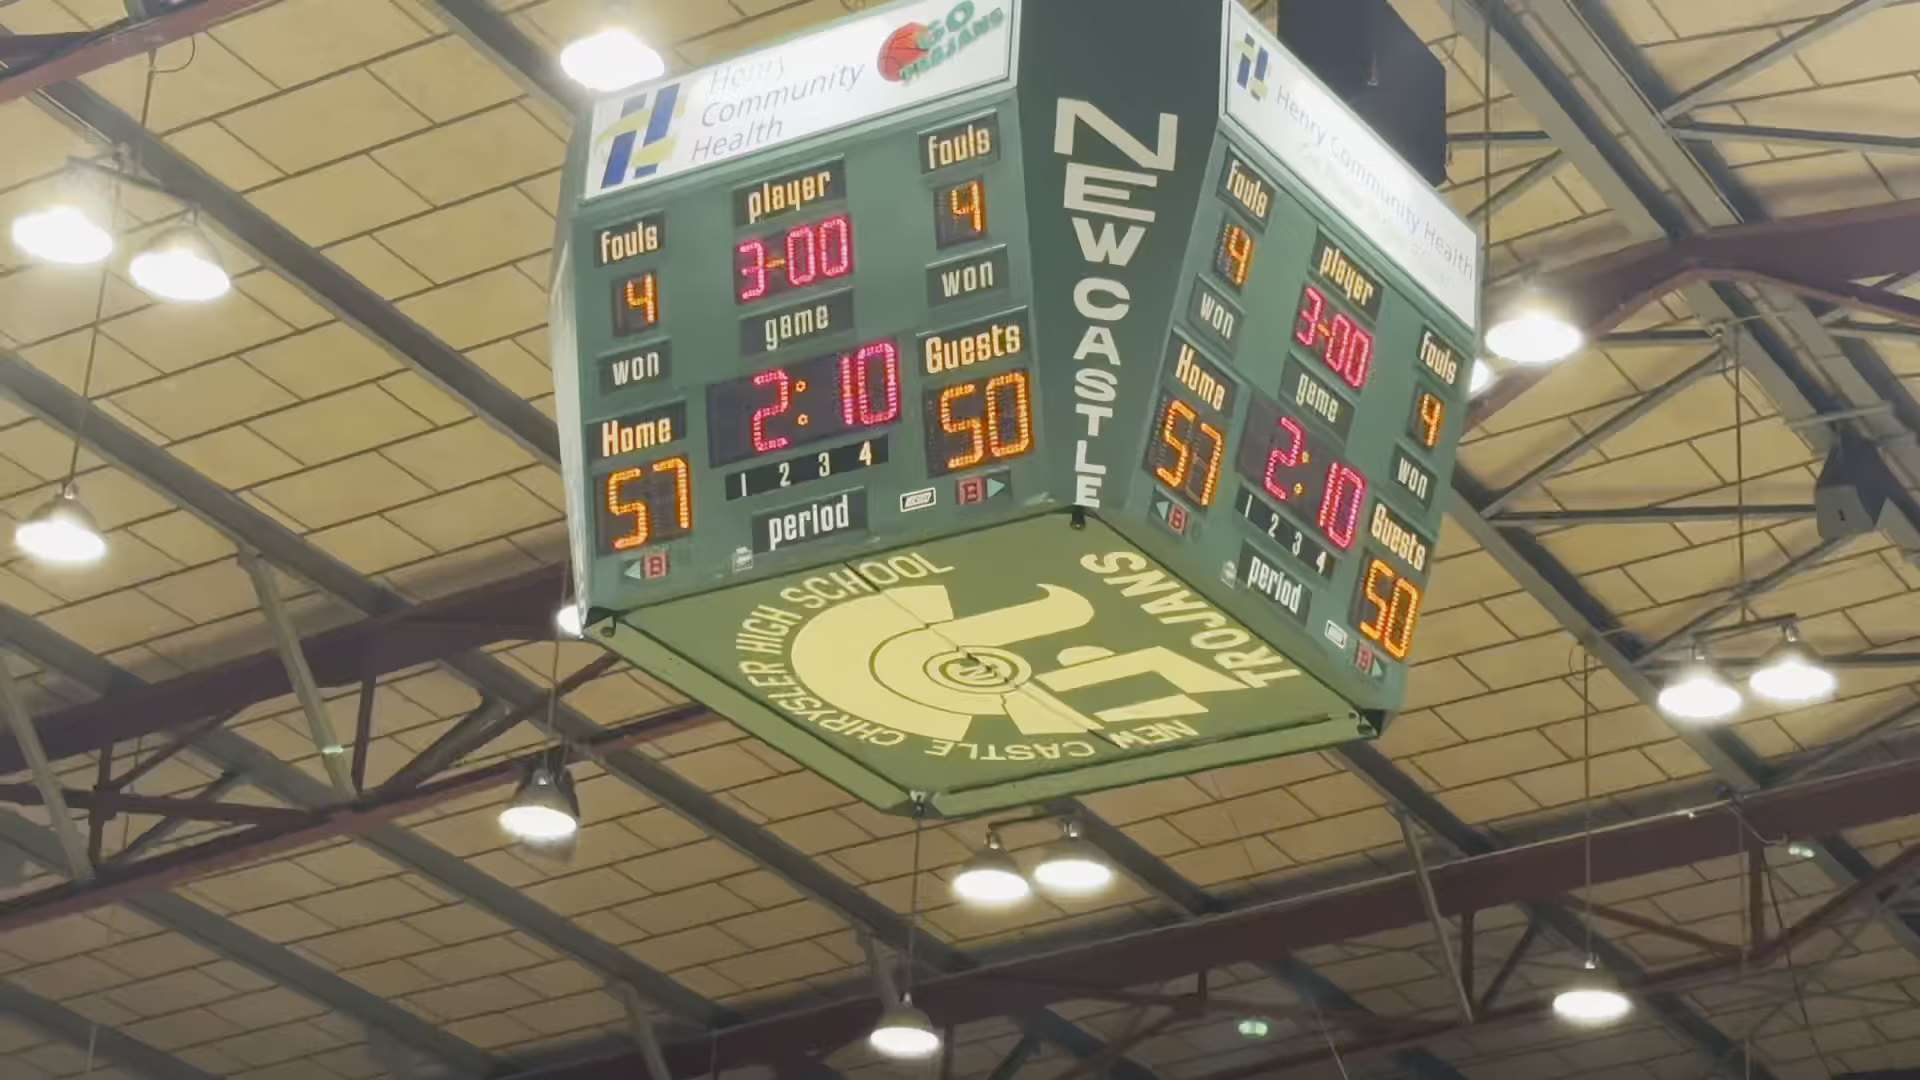 Henry
Community
Health
GO
TROJANS
fouls
player
fouls
4
3-00
4
won
game
won
Home
2:10
Guests
57
1 2 3 4
50
period
B
B
NEWCASTLE
Henry Community Health
fouls
player
fouls
4
3-00
4
won
game
won
Home
2:10
Guests
57
1 2 3 4
50
period
B
B
NEW CASTLE CHRYSLER HIGH SCHOOL
TROJANS
N